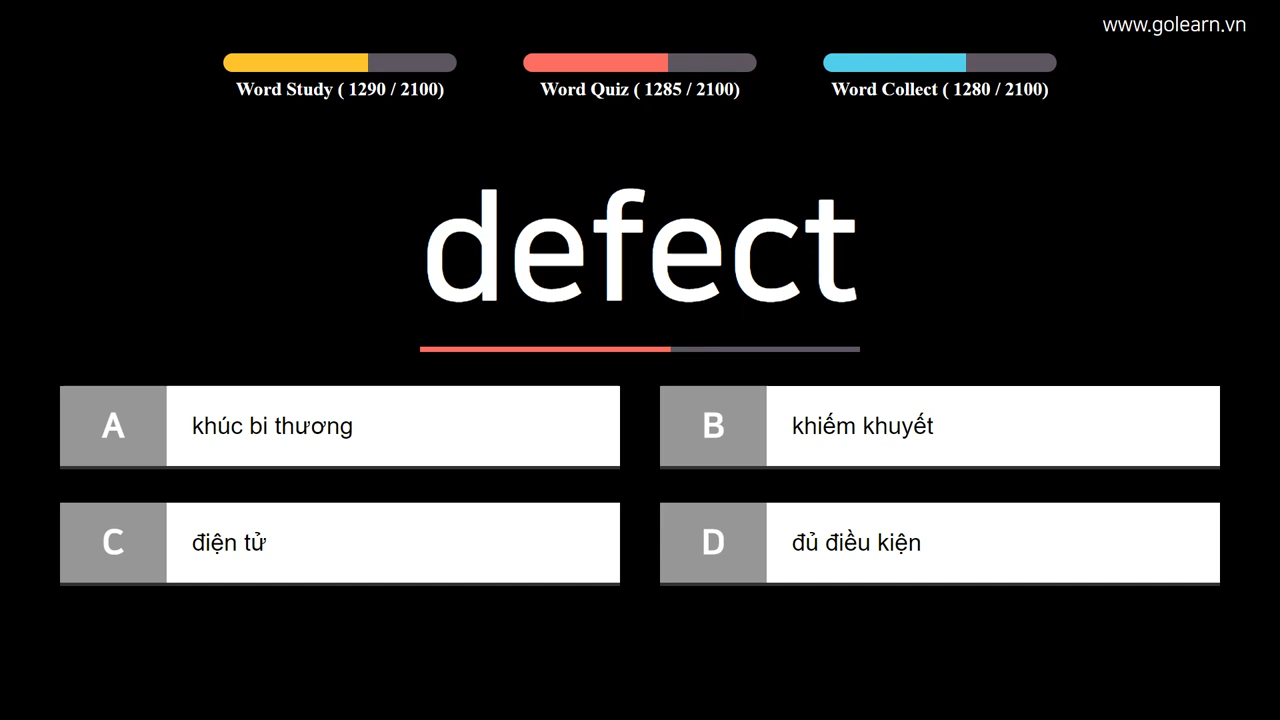 www.golearn.vn
Word Study ( 1290 / 2100)
Word Quiz ( 1285 / 2100)
Word Collect ( 1280 / 2100)
defect
A khúc bi thương
B khiếm khuyết
C điện tử
D đủ điều kiện